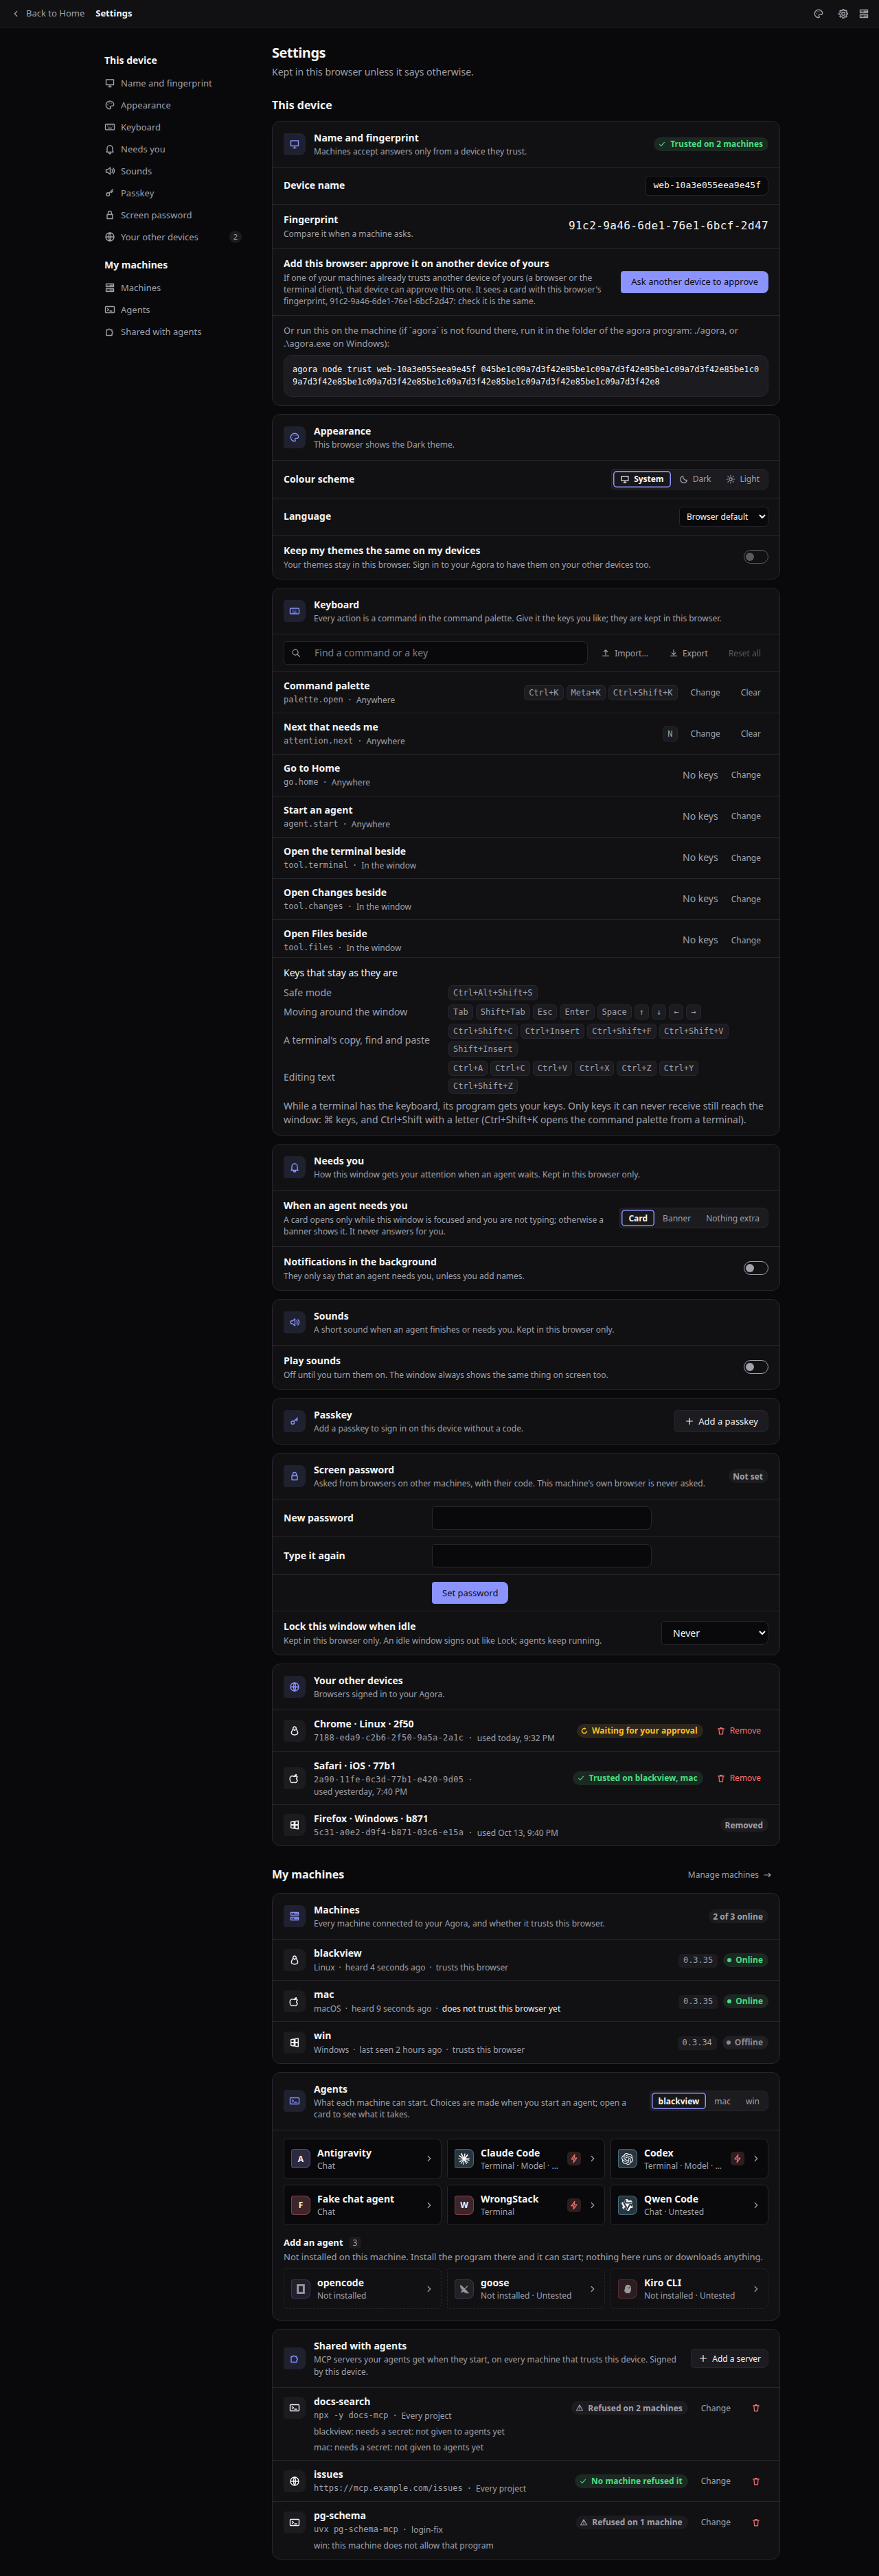 Back to Home Settings
This device
Name and fingerprint
Appearance
Keyboard
Needs you
Sounds
Passkey
Screen password
Your other devices 2
My machines
Machines
Agents
Shared with agents
Settings
Kept in this browser unless it says otherwise.
This device
Name and fingerprint
Machines accept answers only from a device they trust.
Trusted on 2 machines
Device name
web-10a3e055eea9e45f
Fingerprint
Compare it when a machine asks.
91c2-9a46-6de1-76e1-6bcf-2d47
Add this browser: approve it on another device of yours
If one of your machines already trusts another device of yours (a browser or the
terminal client), that device can approve this one. It sees a card with this browser's
fingerprint, 91c2-9a46-6de1-76e1-6bcf-2d47: check it is the same.
Ask another device to approve
Or run this on the machine (if `agora` is not found there, run it in the folder of the agora program: ./agora, or
.\agora.exe on Windows):
agora node trust web-10a3e055eea9e45f 045be1c09a7d3f42e85be1c09a7d3f42e85be1c09a7d3f42e85be1c0
9a7d3f42e85be1c09a7d3f42e85be1c09a7d3f42e85be1c09a7d3f42e85be1c09a7d3f42e8
Appearance
This browser shows the Dark theme.
Colour scheme
System Dark Light
Language
Browser default
Keep my themes the same on my devices
Your themes stay in this browser. Sign in to your Agora to have them on your other devices too.
Keyboard
Every action is a command in the command palette. Give it the keys you like; they are kept in this browser.
Find a command or a key
Import... Export Reset all
Command palette
palette.open · Anywhere
Ctrl+K Meta+K Ctrl+Shift+K Change Clear
Next that needs me
attention.next · Anywhere
N Change Clear
Go to Home
go.home · Anywhere
No keys Change
Start an agent
agent.start · Anywhere
No keys Change
Open the terminal beside
tool.terminal · In the window
No keys Change
Open Changes beside
tool.changes · In the window
No keys Change
Open Files beside
tool.files · In the window
No keys Change
Keys that stay as they are
Safe mode Ctrl+Alt+Shift+S
Moving around the window Tab Shift+Tab Esc Enter Space ↑ ↓ ← →
A terminal's copy, find and paste Ctrl+Shift+C Ctrl+Insert Ctrl+Shift+F Ctrl+Shift+V
Shift+Insert
Editing text Ctrl+A Ctrl+C Ctrl+V Ctrl+X Ctrl+Z Ctrl+Y
Ctrl+Shift+Z
While a terminal has the keyboard, its program gets your keys. Only keys it can never receive still reach the
window: ⌘ keys, and Ctrl+Shift with a letter (Ctrl+Shift+K opens the command palette from a terminal).
Needs you
How this window gets your attention when an agent waits. Kept in this browser only.
When an agent needs you
A card opens only while this window is focused and you are not typing; otherwise a
banner shows it. It never answers for you.
Card Banner Nothing extra
Notifications in the background
They only say that an agent needs you, unless you add names.
Sounds
A short sound when an agent finishes or needs you. Kept in this browser only.
Play sounds
Off until you turn them on. The window always shows the same thing on screen too.
Passkey
Add a passkey to sign in on this device without a code.
Add a passkey
Screen password
Asked from browsers on other machines, with their code. This machine's own browser is never asked.
Not set
New password
Type it again
Set password
Lock this window when idle
Kept in this browser only. An idle window signs out like Lock; agents keep running.
Never
Your other devices
Browsers signed in to your Agora.
Chrome · Linux · 2f50
7188-eda9-c2b6-2f50-9a5a-2a1c · used today, 9:32 PM
Waiting for your approval Remove
Safari · iOS · 77b1
2a90-11fe-0c3d-77b1-e420-9d05 ·
used yesterday, 7:40 PM
Trusted on blackview, mac Remove
Firefox · Windows · b871
5c31-a0e2-d9f4-b871-03c6-e15a · used Oct 13, 9:40 PM
Removed
My machines
Manage machines →
Machines
Every machine connected to your Agora, and whether it trusts this browser.
2 of 3 online
blackview
Linux · heard 4 seconds ago · trusts this browser
0.3.35 Online
mac
macOS · heard 9 seconds ago · does not trust this browser yet
0.3.35 Online
win
Windows · last seen 2 hours ago · trusts this browser
0.3.34 Offline
Agents
What each machine can start. Choices are made when you start an agent; open a
card to see what it takes.
blackview mac win
A Antigravity
Chat
Claude Code
Terminal · Model · ...
Codex
Terminal · Model · ...
F Fake chat agent
Chat
W WrongStack
Terminal
Qwen Code
Chat · Untested
Add an agent 3
Not installed on this machine. Install the program there and it can start; nothing here runs or downloads anything.
opencode
Not installed
goose
Not installed · Untested
Kiro CLI
Not installed · Untested
Shared with agents
MCP servers your agents get when they start, on every machine that trusts this device. Signed
by this device.
Add a server
docs-search
npx -y docs-mcp · Every project
blackview: needs a secret: not given to agents yet
mac: needs a secret: not given to agents yet
Refused on 2 machines Change
issues
https://mcp.example.com/issues · Every project
No machine refused it Change
pg-schema
uvx pg-schema-mcp · login-fix
win: this machine does not allow that program
Refused on 1 machine Change